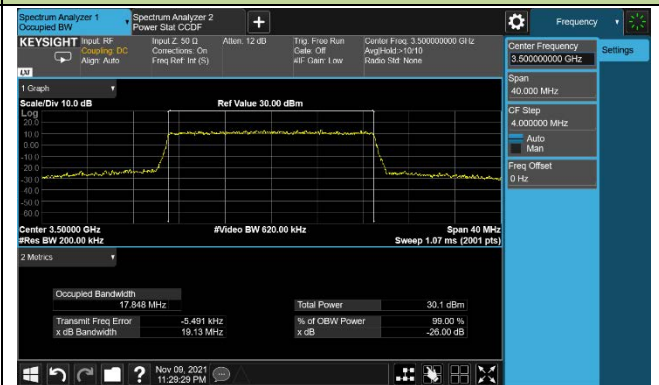 Spectrum Analyzer 1
Occupied BW
Spectrum Analyzer 2
Power Stat CCDF
+
Frequency
KEYSIGHT
Input: RF
Coupling: DC
Align: Auto
Input Z: 50 Ω
Corrections: On
Freq Ref: Int (S)
Atten: 12 dB
Trig: Free Run
Gate: Off
#IF Gain: Low
Center Freq: 3.500000000 GHz
Avg|Hold:>10/10
Radio Std: None
LXI
Center Frequency
3.500000000 GHz
Settings
Span
40.000 MHz
CF Step
4.000000 MHz
Auto
Man
Freq Offset
0 Hz
1 Graph
Scale/Div 10.0 dB
Ref Value 30.00 dBm
Log
20.0
10.0
0.00
-10.0
-20.0
-30.0
-40.0
-50.0
-60.0
Center 3.50000 GHz
#Video BW 620.00 kHz
Span 40 MHz
#Res BW 200.00 kHz
Sweep 1.07 ms (2001 pts)
2 Metrics
Occupied Bandwidth
17.848 MHz
Total Power
30.1 dBm
Transmit Freq Error
-5.491 kHz
% of OBW Power
99.00 %
x dB Bandwidth
19.13 MHz
x dB
-26.00 dB
?
Nov 09, 2021
11:29:29 PM